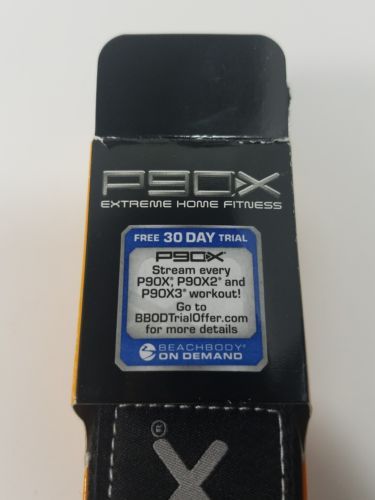 P90X
EXTREME HOME FITNESS
FREE 30 DAY TRIAL
P90X
Stream every
P90X®, P90X2® and
P90X3® workout!
Go to
BBODTrialOffer.com
for more details
BEACHBODY®
ON DEMAND
X®